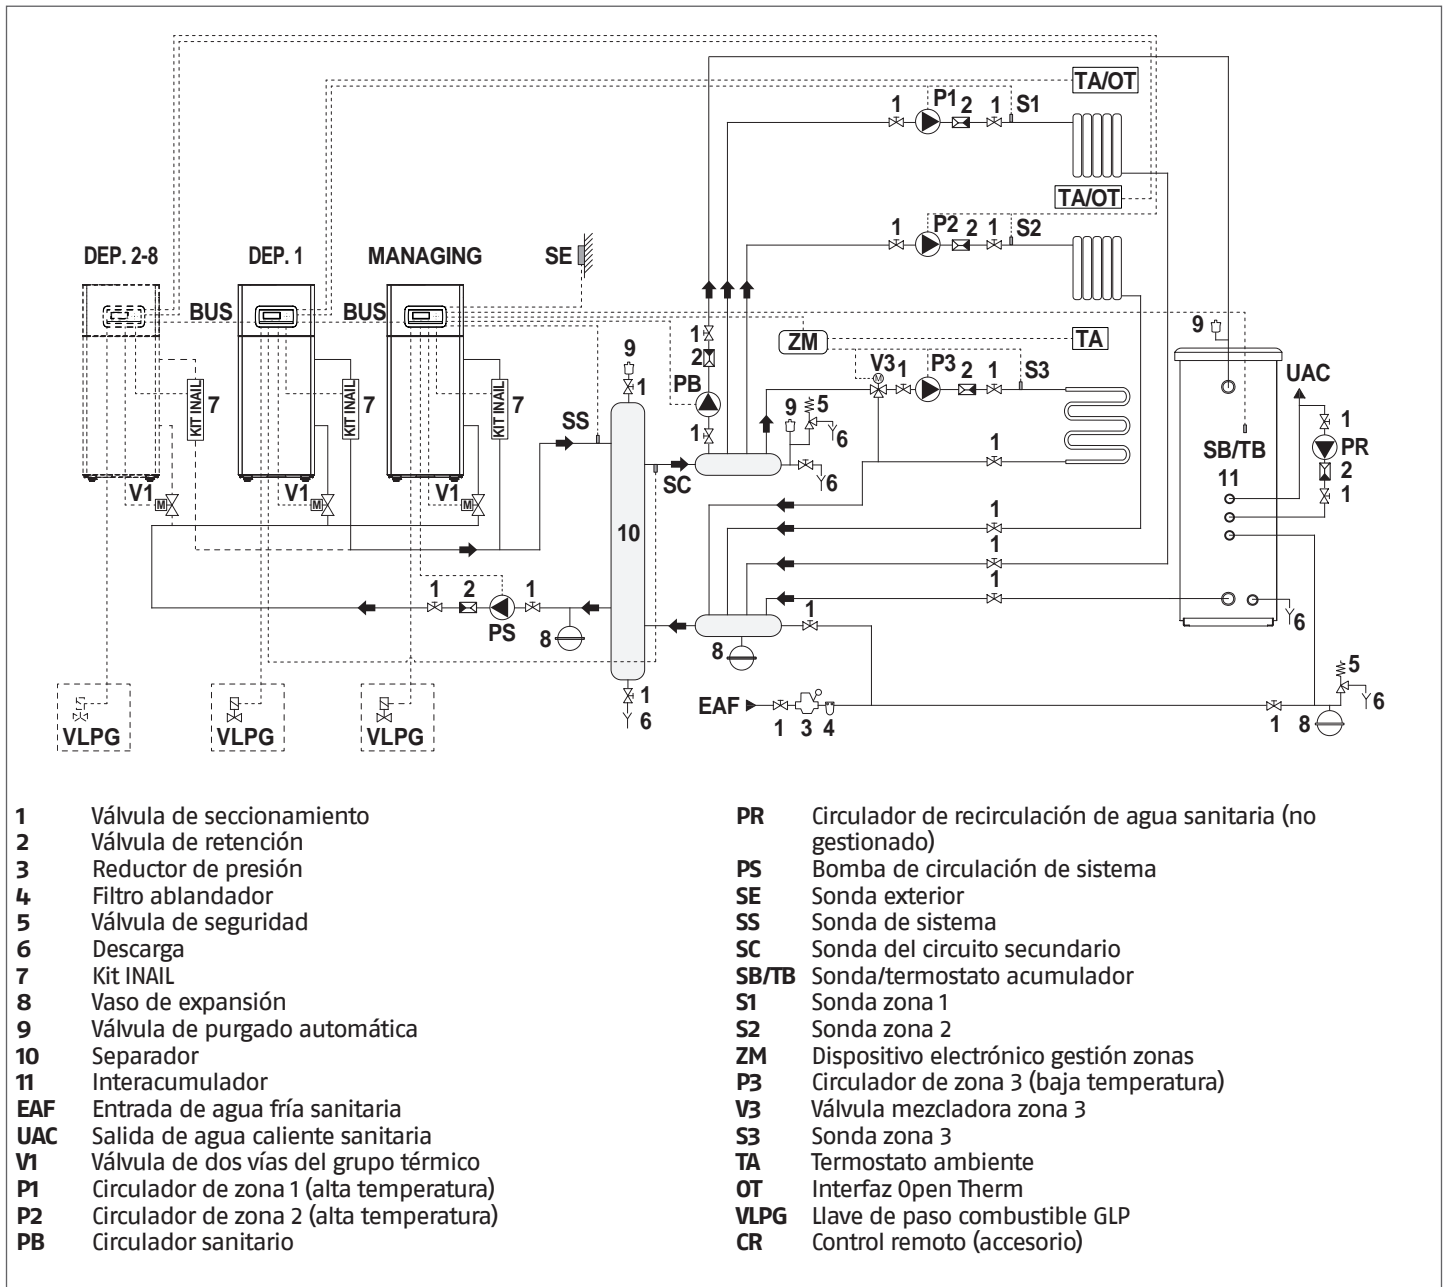 TA/OT
1 P1 2 1 S1
TA/OT
1 P2 2 1 S2
DEP. 2-8 DEP. 1 MANAGING SE
BUS BUS
9
1 ZM TA
9 2 V3 1 P3 2 1 S3
1 PB UAC
KIT INAIL 7 KIT INAIL 7 KIT INAIL 7
SS 9 5 1
1 6 1 SB/TB PR
SC 6 11 2
V1 V1 V1 1
M M M M
10 1
1
1 2 1 1 1
PS 8 8 6
5
1 EAF 6
VLPG VLPG VLPG 6 1 3 4 1 8
1 Válvula de seccionamiento
2 Válvula de retención
3 Reductor de presión
4 Filtro ablandador
5 Válvula de seguridad
6 Descarga
7 Kit INAIL
8 Vaso de expansión
9 Válvula de purgado automática
10 Separador
11 Interacumulador
EAF Entrada de agua fría sanitaria
UAC Salida de agua caliente sanitaria
V1 Válvula de dos vías del grupo térmico
P1 Circulador de zona 1 (alta temperatura)
P2 Circulador de zona 2 (alta temperatura)
PB Circulador sanitario
PR Circulador de recirculación de agua sanitaria (no
gestionado)
PS Bomba de circulación de sistema
SE Sonda exterior
SS Sonda de sistema
SC Sonda del circuito secundario
SB/TB Sonda/termostato acumulador
S1 Sonda zona 1
S2 Sonda zona 2
ZM Dispositivo electrónico gestión zonas
P3 Circulador de zona 3 (baja temperatura)
V3 Válvula mezcladora zona 3
S3 Sonda zona 3
TA Termostato ambiente
OT Interfaz Open Therm
VLPG Llave de paso combustible GLP
CR Control remoto (accesorio)